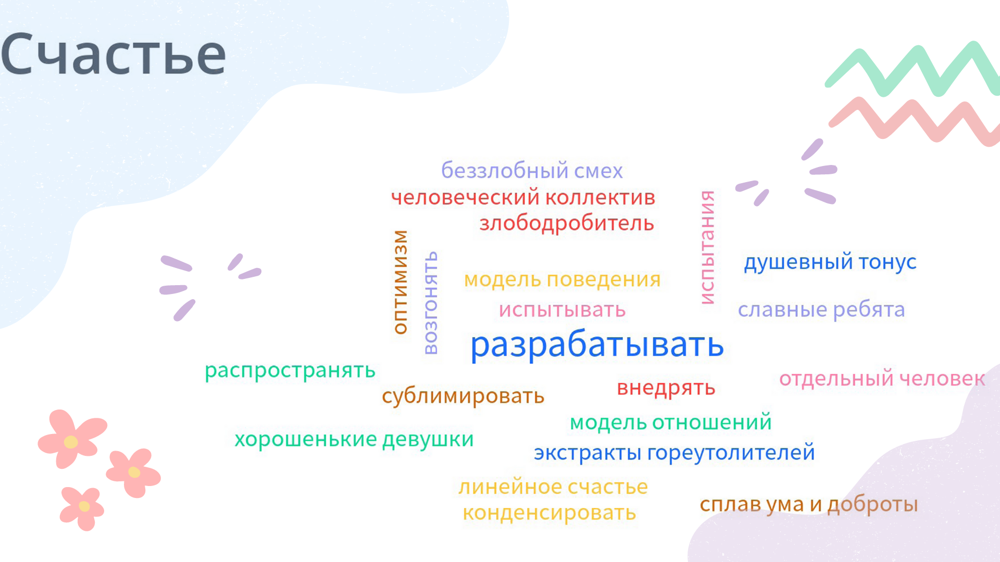 Счастье
беззлобный смех
человеческий коллектив
злободробитель
испытания
оптимизм
возгонять
душевный тонус
модель поведения
испытывать
славные ребята
разрабатывать
распространять
отдельный человек
внедрять
сублимировать
модель отношений
хорошенькие девушки
экстракты гореутолителей
линейное счастье
сплав ума и доброты
конденсировать